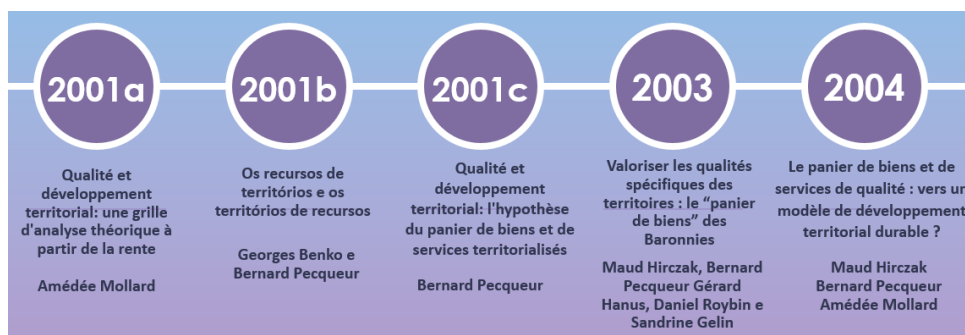 2001a
Qualité et
développement
territorial: une grille
d'analyse théorique à
partir de la rente
Amédée Mollard
2001b
Os recursos de
territórios e os
territórios de recursos
Georges Benko e
Bernard Pecqueur
2001c
Qualité et
développement
territorial: l'hypothèse
du panier de biens et de
services territorialisés
Bernard Pecqueur
2003
Valoriser les qualités
spécifiques des
territoires : le “panier
de biens” des
Baronnies
Maud Hirczak, Bernard
Pecqueur Gérard
Hanus, Daniel Roybin e
Sandrine Gelin
2004
Le panier de biens et de
services de qualité : vers un
modèle de développement
territorial durable ?
Maud Hirczak
Bernard Pecqueur
Amédée Mollard